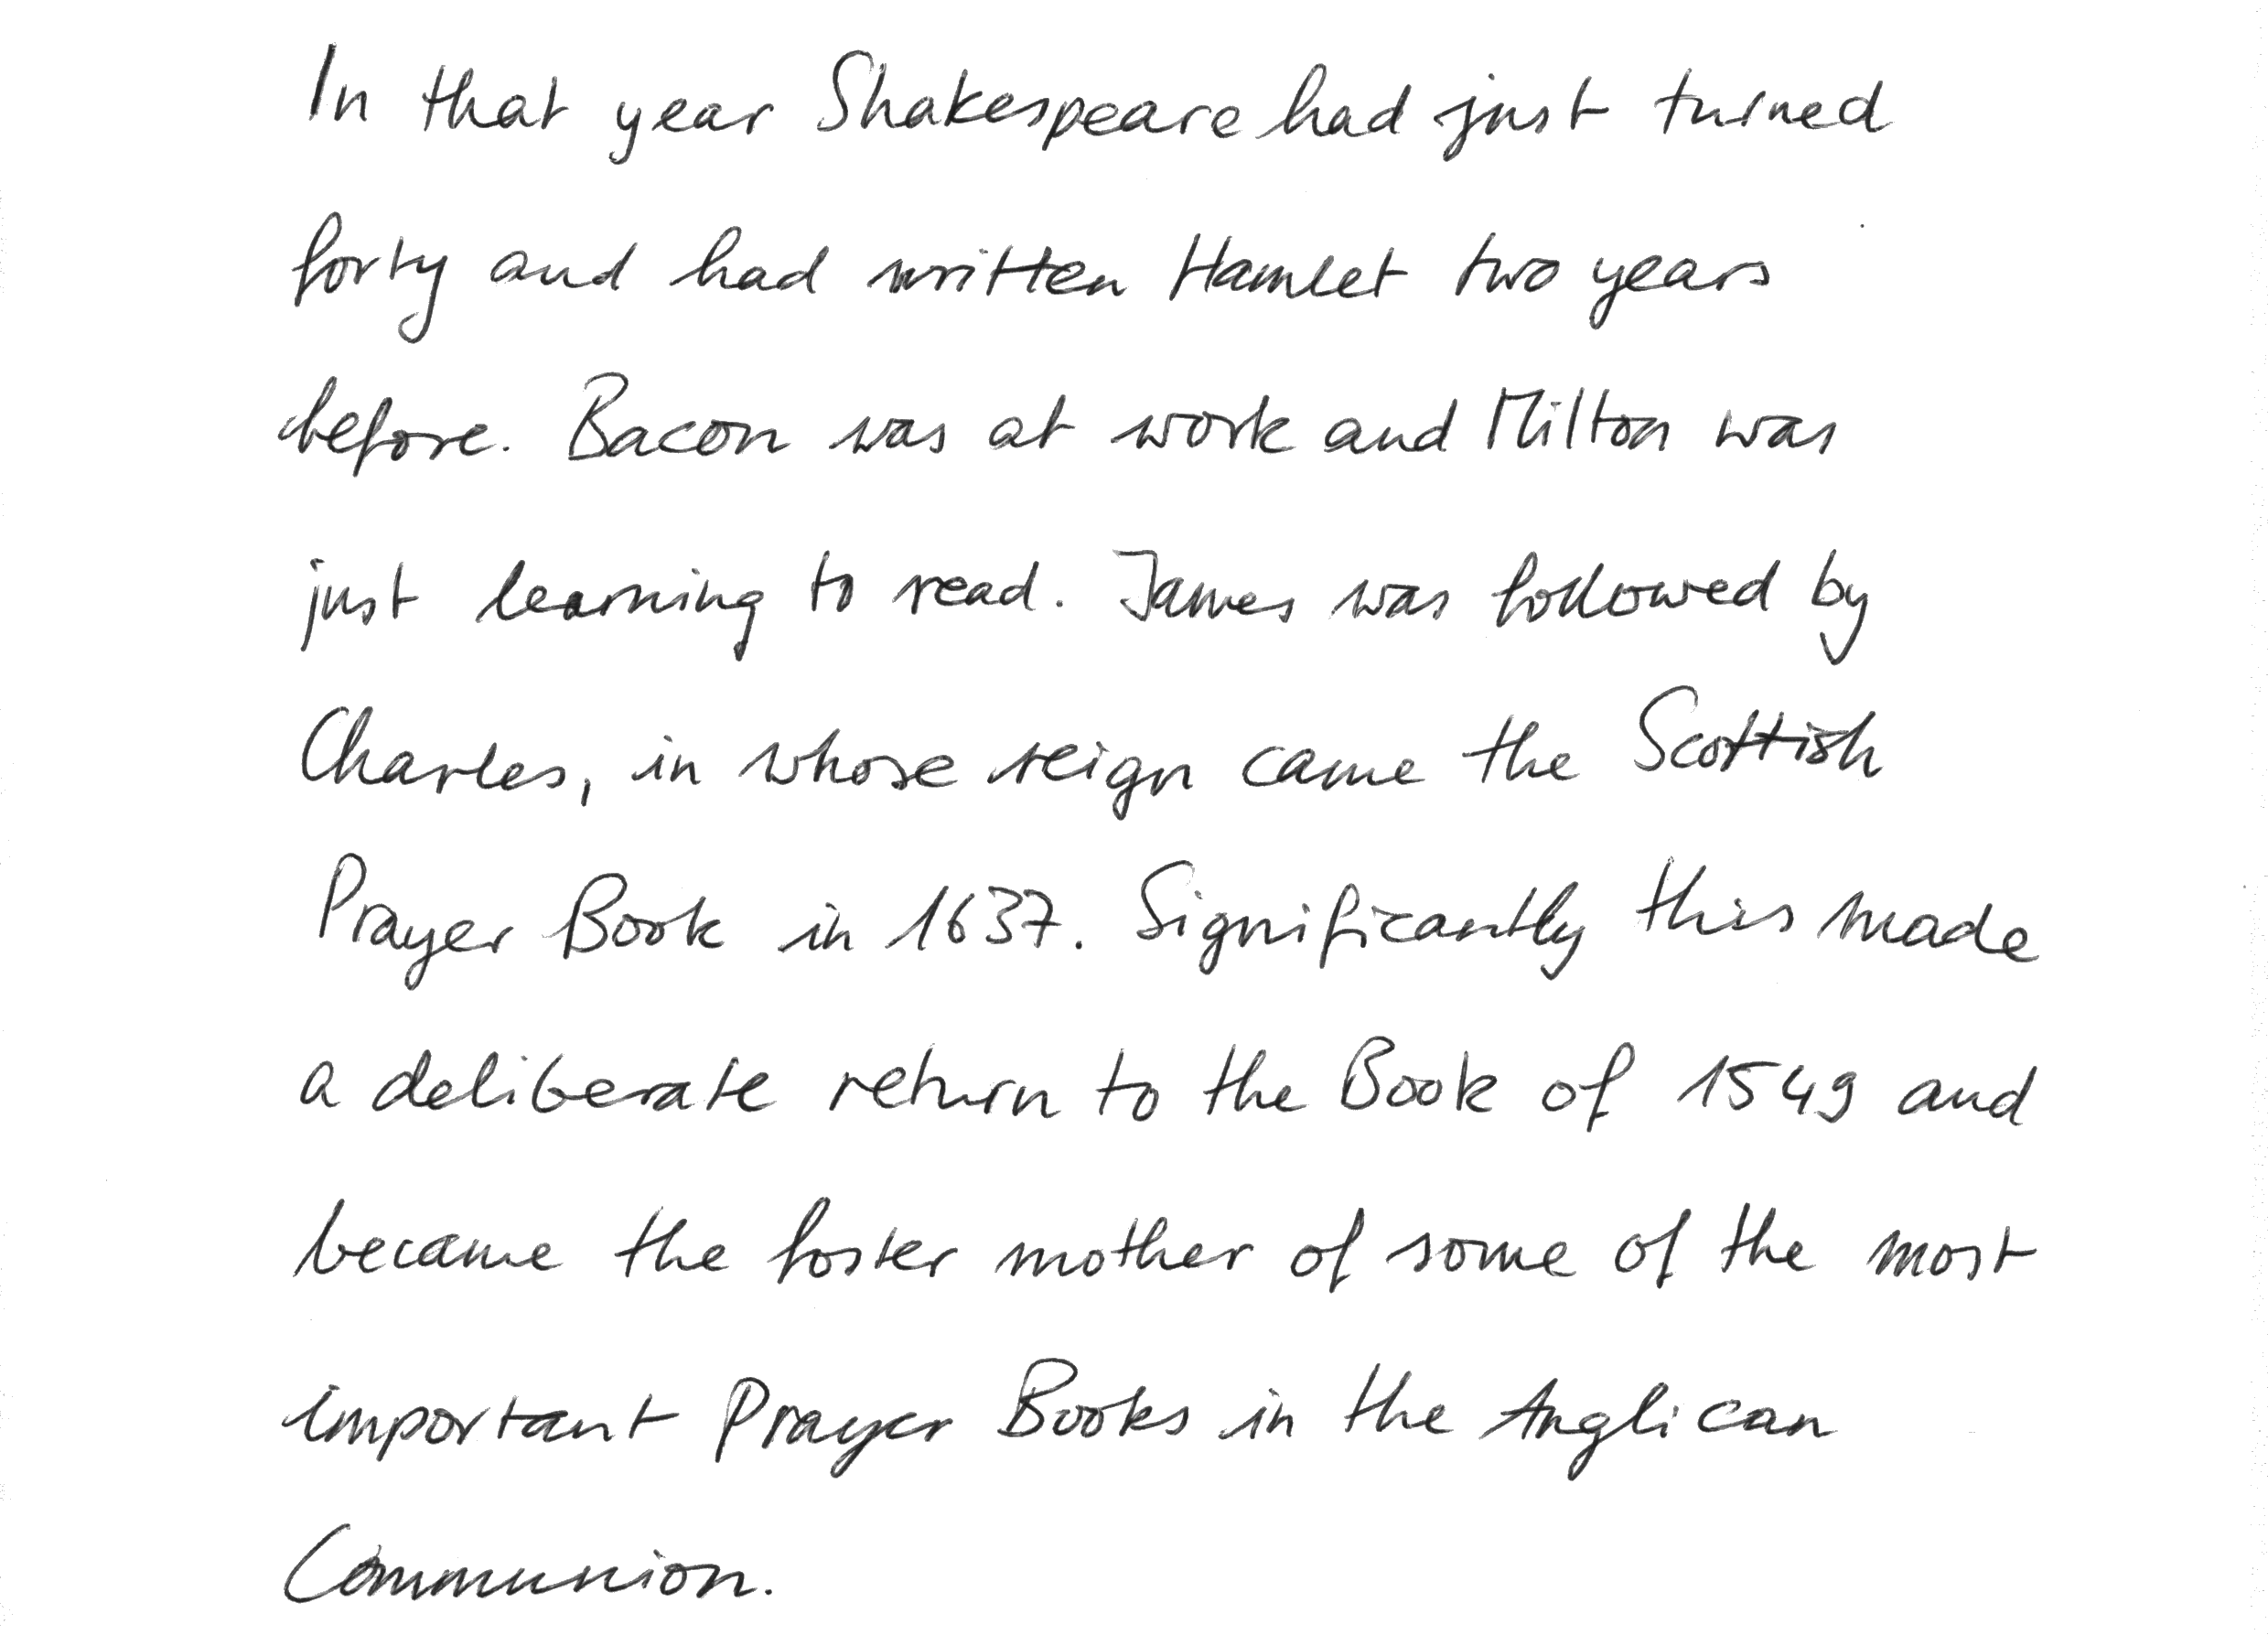 In that year Shakespeare had just turned
forty and had written Hamlet two years
before. Bacon was at work and Milton was
just learning to read. James was followed by
Charles, in whose reign came the Scottish
Prayer Book in 1637. Significantly this made
a deliberate return to the Book of 1549 and
became the foster mother of some of the most
important Prayer Books in the Anglican
Communion.